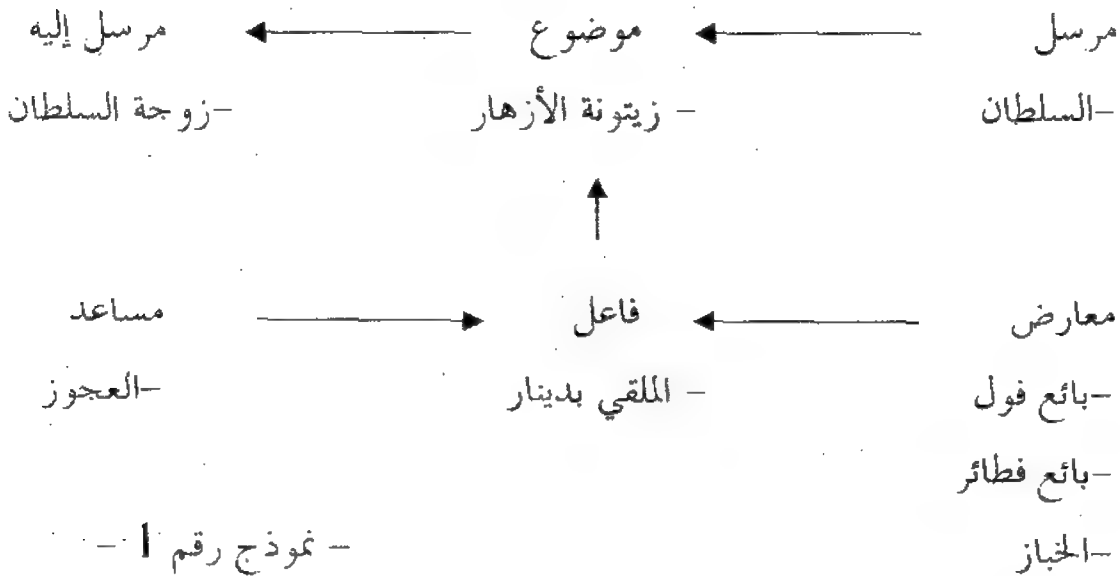 مرسل موضوع مرسل إليه
-السلطان - زيتونة الأزهار -زوجة السلطان
معارض فاعل مساعد
-بائع فول - الملقي بدينار -العجوز
-بائع فطائر
-الخباز - نموذج رقم 1 -